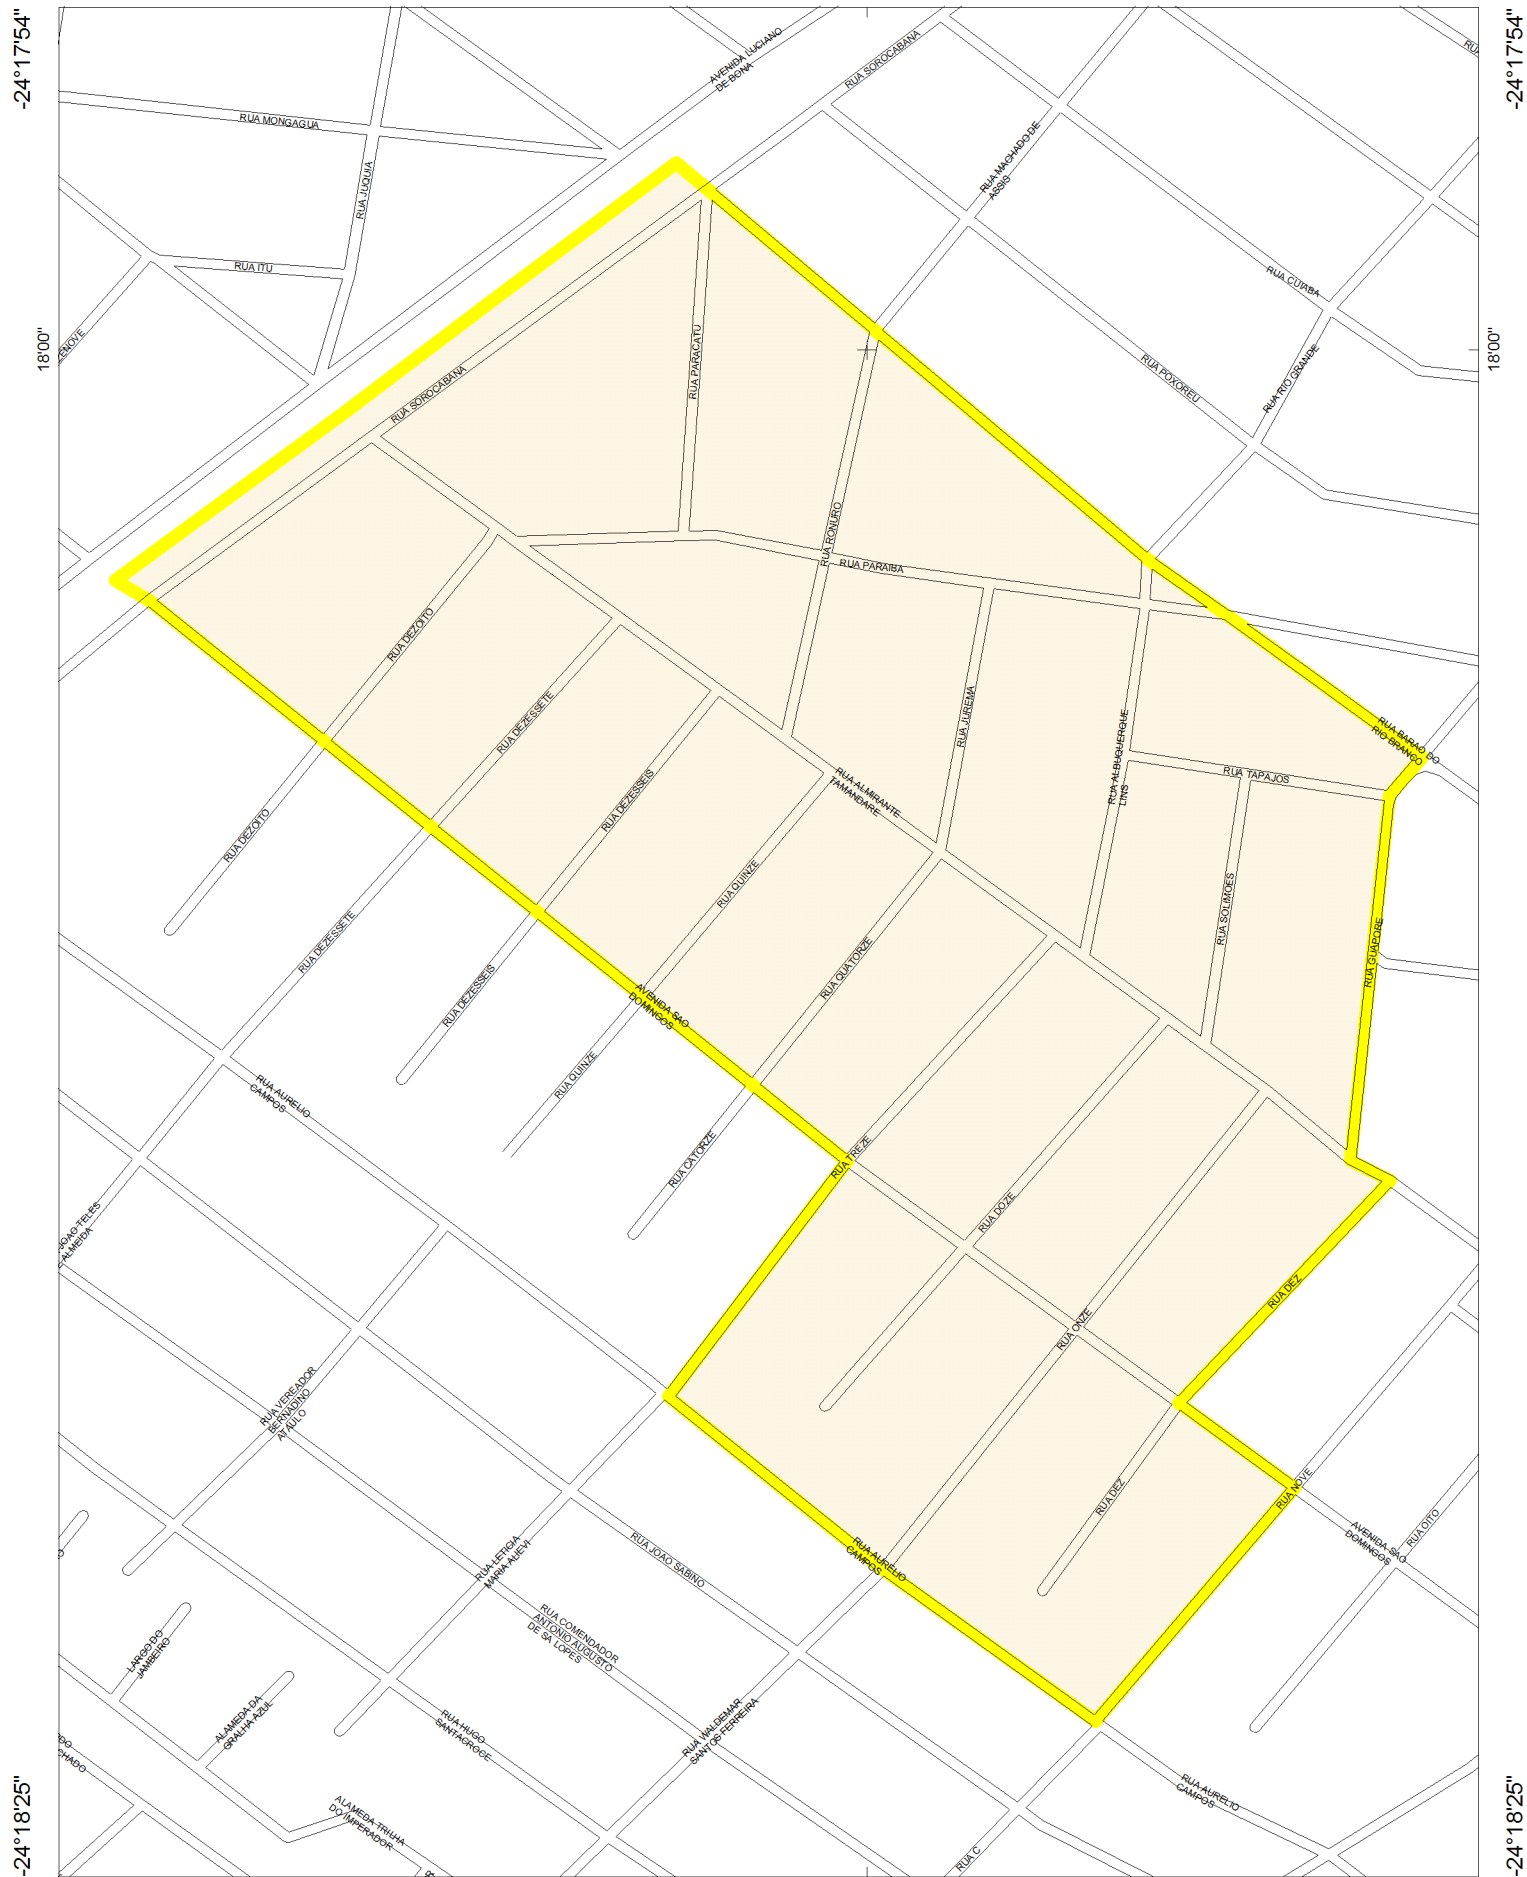 -24°17'54"
-24°17'54"
AVENIDA LUCIANO
DE BONA
RUA SOROCABANA
RUA MONGAGUA
RUA MACHADO DE
ASSIS
RUA JUQUIA
RUA ITU
RUA CUIABA
18'00"
18'00"
ENOVE
RUA PARACATU
RUA POXOREU
RUA RIO GRANDE
RUA SOROCABANA
RUA RONURO
RUA PARAIBA
RUA DEZOITO
RUA DEZESSETE
RUA JUREMA
RUA ALBUQUERQUE
LINS
RUA BARAO DO
RIO BRANCO
RUA TAPAJOS
RUA DEZESSEIS
RUA ALMIRANTE
TAMANDARE
RUA DEZOITO
RUA QUINZE
RUA SOLIMOES
RUA DEZESSETE
RUA QUATORZE
RUA GUAPORE
RUA DEZESSEIS
AVENIDA SAO
DOMINGOS
RUA QUINZE
RUA AURELIO
CAMPOS
RUA CATORZE
RUA TREZE
RUA DOZE
JOAO TELES
ALMEIDA
RUA DEZ
RUA ONZE
RUA VEREADOR
BERNADINO
ATAULO
RUA DEZ
RUA NOVE
AVENIDA SAO
DOMINGOS
RUA OITO
RUA LETICIA
MARIA ALIEVI
RUA JOAO SABINO
RUA AURELIO
CAMPOS
RUA COMENDADOR
ANTONIO AUGUSTO
DE SA LOPES
LARGO DO
JAMBEIRO
ALAMEDA DA
GRALHA AZUL
RUA HUGO
SANTACROCE
RUA WALDEMAR
SANTOS FERREIRA
CHADO
RUA AURELIO
CAMPOS
ALAMEDA TRILHA
DO IMPERADOR
RUA C
-24°18'25"
-24°18'25"